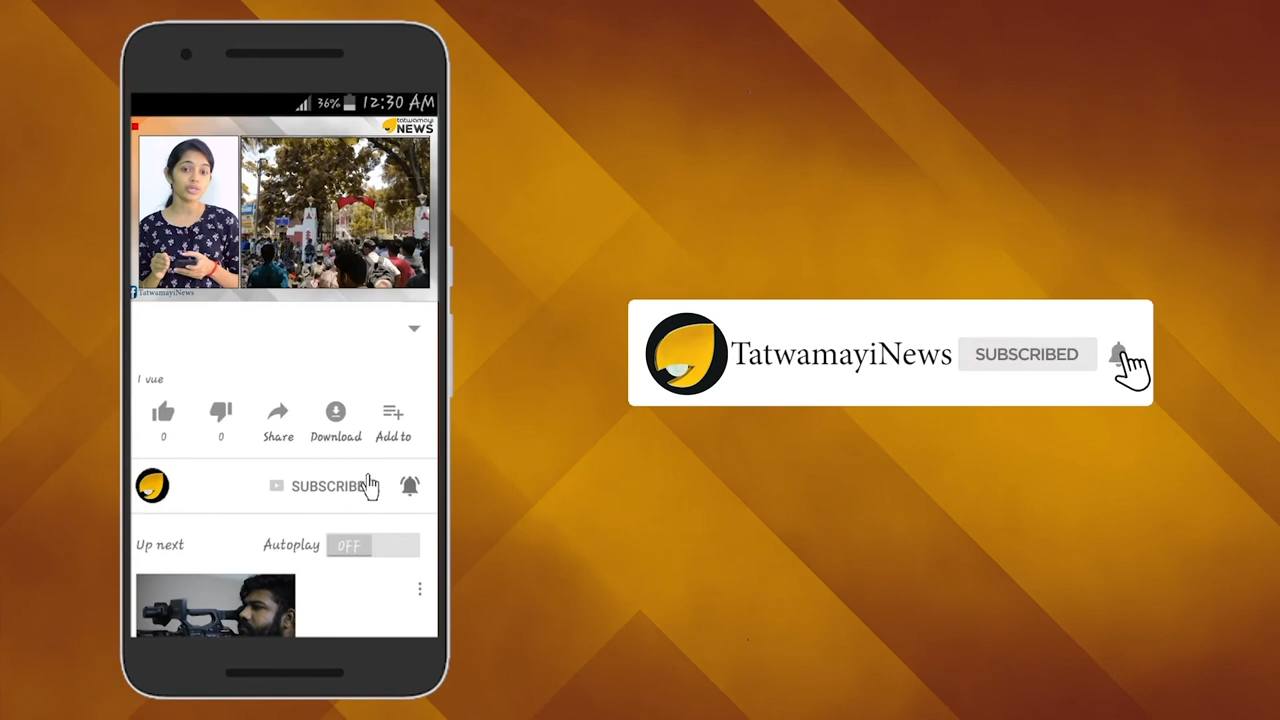 36% 12:30 AM
tatwamayi
NEWS
TatwamayiNews
1 vue
0 0 Share Download Add to
SUBSCRIBE
Up next Autoplay OFF
TatwamayiNews SUBSCRIBED